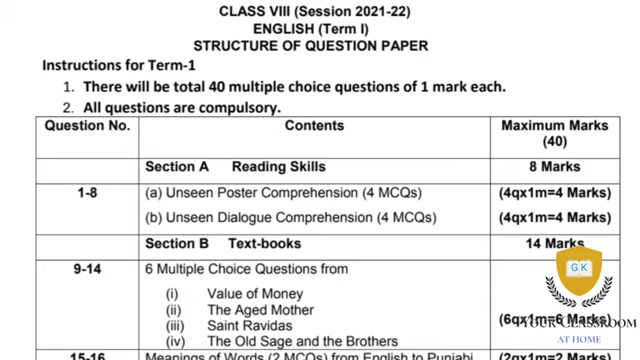 CLASS VIII (Session 2021-22)
ENGLISH (Term I)
STRUCTURE OF QUESTION PAPER
Instructions for Term-1
1. There will be total 40 multiple choice questions of 1 mark each.
2. All questions are compulsory.
Question No. Contents Maximum Marks
(40)
Section A Reading Skills 8 Marks
1-8 (a) Unseen Poster Comprehension (4 MCQs) (4qx1m=4 Marks)
(b) Unseen Dialogue Comprehension (4 MCQs) (4qx1m=4 Marks)
Section B Text-books 14 Marks
9-14 6 Multiple Choice Questions from
(i) Value of Money
(ii) The Aged Mother
(iii) Saint Ravidas (6qx1m=6 Marks)
(iv) The Old Sage and the Brothers
15-16 Meanings of Words (2 MCQs) from English to Punjabi (2qx1m=2 Marks)
GK
YOUR CLASSROOM
AT HOME